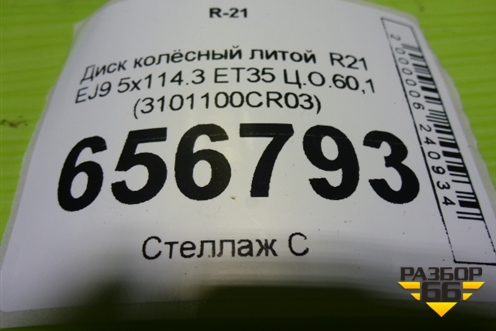 R-21
Диск колёсный литой R21
EJ9 5x114.3 ET35 Ц.О.60,1
(3101100CR03)
656793
Стеллаж С
2000006240934
РАЗБОР
66